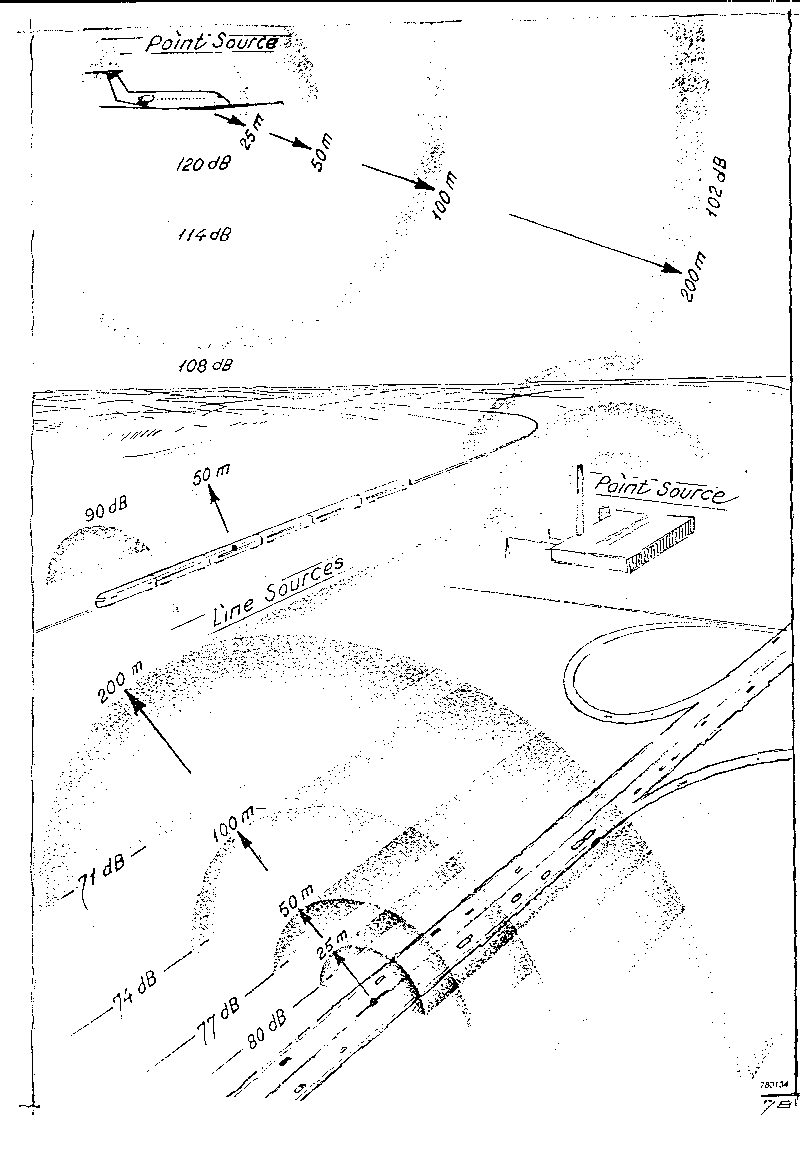 Point Source
25 m
50 m
120 dB
100 m
102 dB
114 dB
200 m
108 dB
50 m
Point Source
90 dB
Line Sources
200 m
100 m
71 dB
50 m
25 m
74 dB
77 dB
80 dB
780134